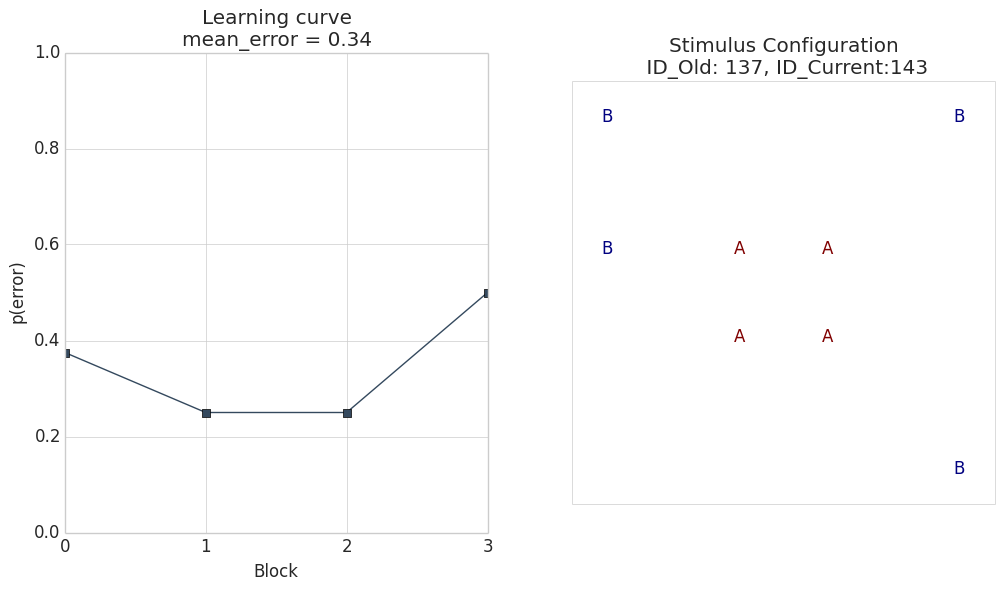 Learning curve
mean_error = 0.34
1.0
0.8
0.6
0.4
0.2
0.0
p(error)
0 1 2 3
Block
Stimulus Configuration
ID_Old: 137, ID_Current:143
B B
B A A
A A
B